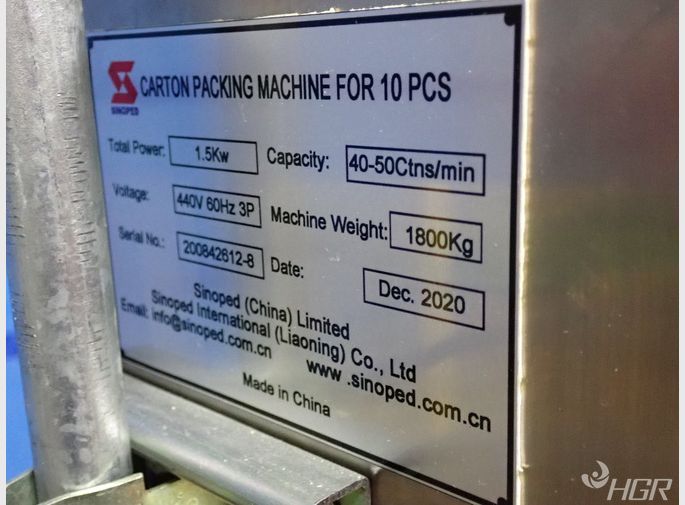 SINOPED
CARTON PACKING MACHINE FOR 10 PCS
Total Power: 1.5Kw Capacity: 40-50Ctns/min
Voltage: 440V 60Hz 3P Machine Weight: 1800Kg
Serial No.: 200842612-8 Date: Dec. 2020
Sinoped (China) Limited
Sinoped International (Liaoning) Co., Ltd
Email: info@sinoped.com.cn www .sinoped.com.cn
Made in China
HGR